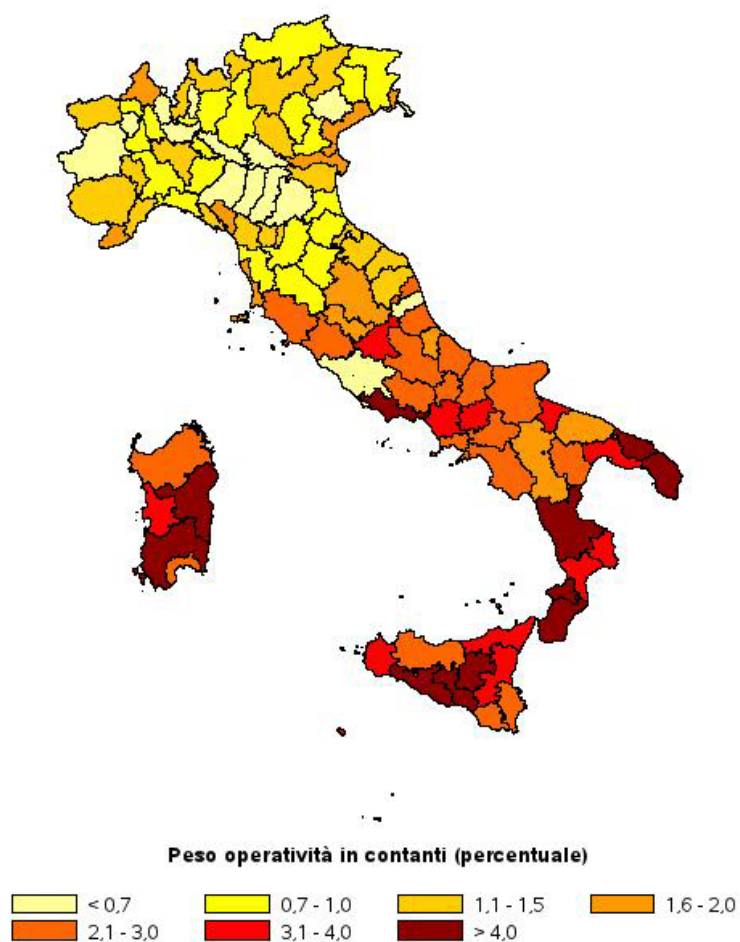 Peso operatività in contanti (percentuale)
< 0,7 0,7 - 1,0 1,1 - 1,5 1,6 - 2,0
2,1 - 3,0 3,1 - 4,0 > 4,0